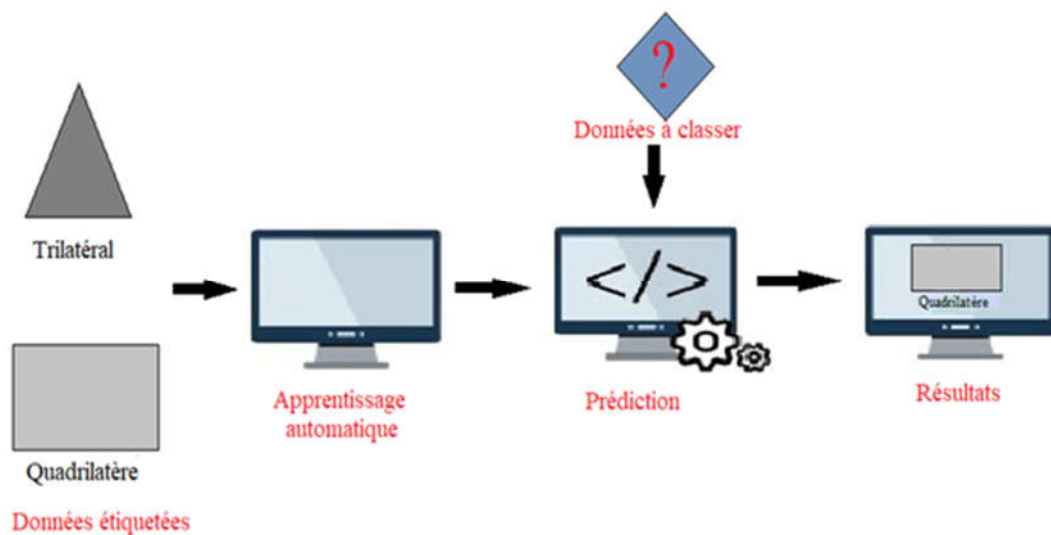 ?
Données à classer
Trilatéral
</>
Quadrilatère
Apprentissage
automatique
Prédiction
Résultats
Quadrilatère
Données étiquetées